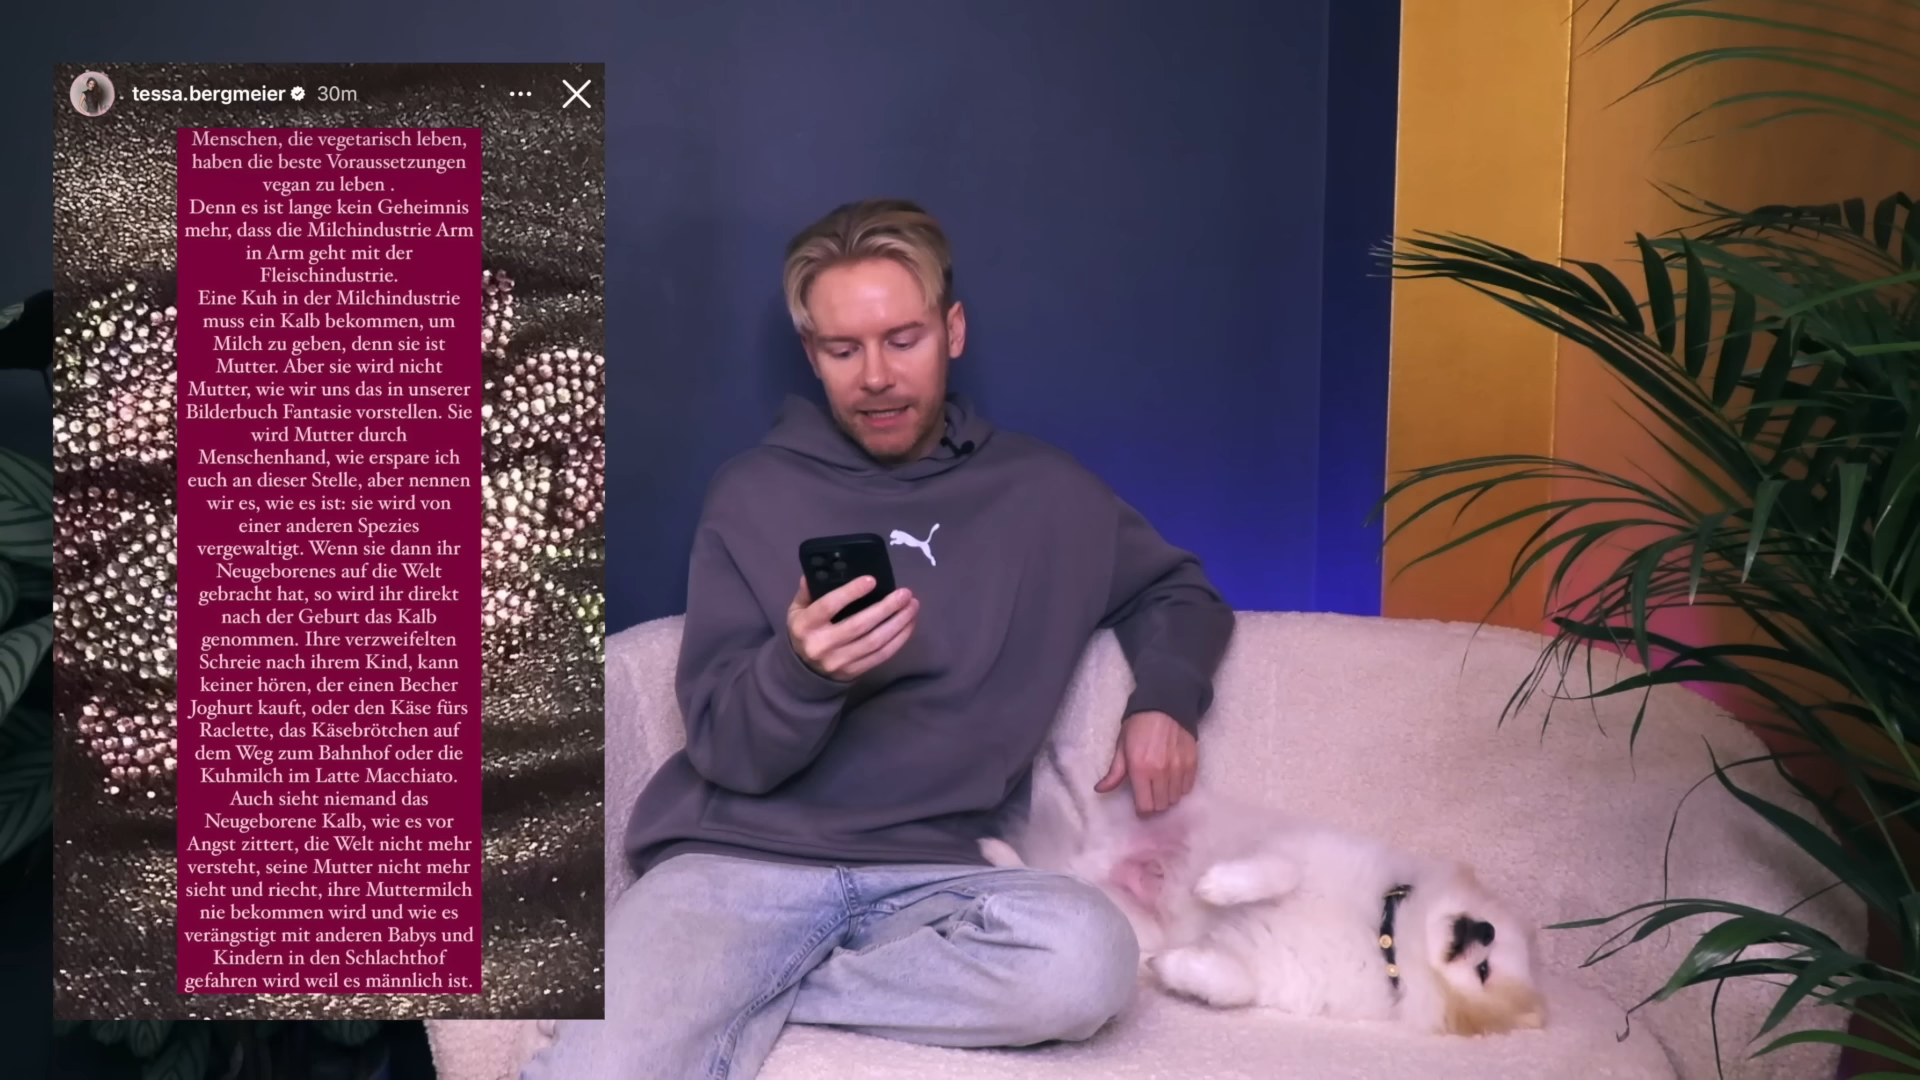 tessa.bergmeier 30m
Menschen, die vegetarisch leben,
haben die beste Voraussetzungen
vegan zu leben .
Denn es ist lange kein Geheimnis
mehr, dass die Milchindustrie Arm
in Arm geht mit der
Fleischindustrie.
Eine Kuh in der Milchindustrie
muss ein Kalb bekommen, um
Milch zu geben, denn sie ist
Mutter. Aber sie wird nicht
Mutter, wie wir uns das in unserer
Bilderbuch Fantasie vorstellen. Sie
wird Mutter durch
Menschenhand, wie erspare ich
euch an dieser Stelle, aber nennen
wir es, wie es ist: sie wird von
einer anderen Spezies
vergewaltigt. Wenn sie dann ihr
Neugeborenes auf die Welt
gebracht hat, so wird ihr direkt
nach der Geburt das Kalb
genommen. Ihre verzweifelten
Schreie nach ihrem Kind, kann
keiner hören, der einen Becher
Joghurt kauft, oder den Käse fürs
Raclette, das Käsebrötchen auf
dem Weg zum Bahnhof oder die
Kuhmilch im Latte Macchiato.
Auch sieht niemand das
Neugeborene Kalb, wie es vor
Angst zittert, die Welt nicht mehr
versteht, seine Mutter nicht mehr
sieht und riecht, ihre Muttermilch
nie bekommen wird und wie es
verängstigt mit anderen Babys und
Kindern in den Schlachthof
gefahren wird weil es männlich ist.